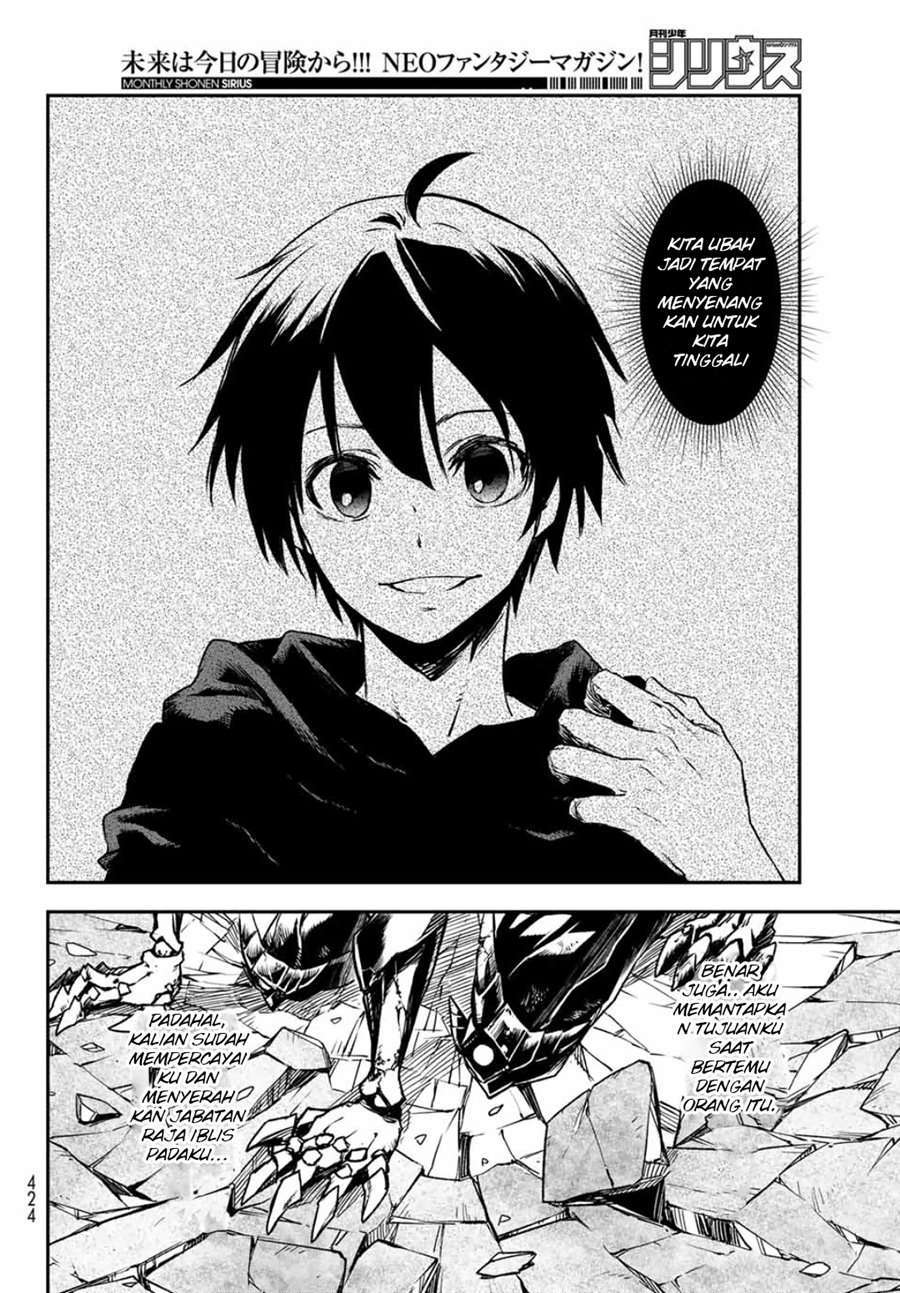 未来は今日の冒険から!!! NEOファンタジーマガジン!
月刊少年
シリウス
MONTHLY SHONEN SIRIUS
KITA UBAH
JADI TEMPAT
YANG
MENYENANG
KAN UNTUK
KITA
TINGGALI
BENAR
JUGA.. AKU
MEMANTAPKA
N TUJUANKU
SAAT
BERTEMU
DENGAN
ORANG ITU.
PADAHAL,
KALIAN SUDAH
MEMPERCAYAI
KU DAN
MENYERAH
KAN JABATAN
RAJA IBLIS
PADAKU...
424